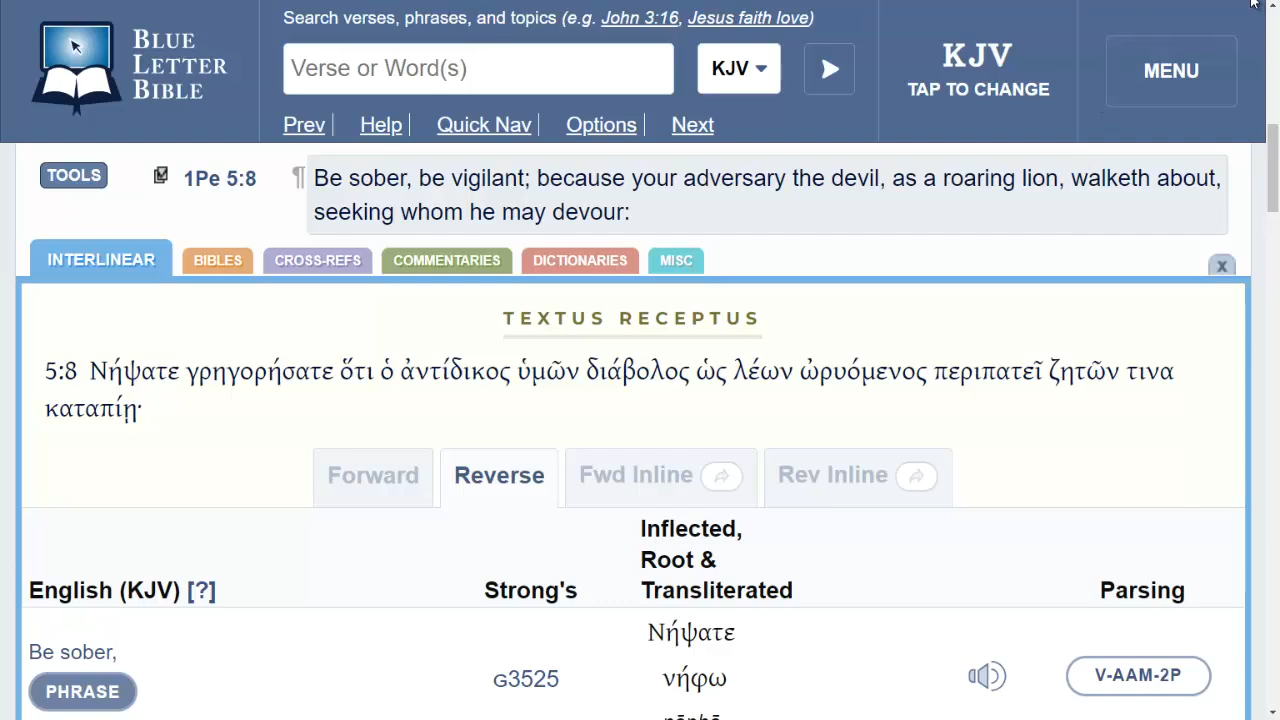 BLUE
LETTER
BIBLE
Search verses, phrases, and topics (e.g. John 3:16, Jesus faith love)
Verse or Word(s)
KJV
Prev
Help
Quick Nav
Options
Next
KJV
TAP TO CHANGE
MENU
TOOLS
1Pe 5:8
¶ Be sober, be vigilant; because your adversary the devil, as a roaring lion, walketh about,
seeking whom he may devour:
INTERLINEAR
BIBLES
CROSS-REFS
COMMENTARIES
DICTIONARIES
MISC
x
TEXTUS RECEPTUS
5:8 Νήψατε γρηγορήσατε ὅτι ὁ ἀντίδικος ὑμῶν διάβολος ὡς λέων ὠρυόμενος περιπατεῖ ζητῶν τινα
καταπίῃ·
Forward
Reverse
Fwd Inline
Rev Inline
English (KJV) [?]
Strong's
Inflected,
Root &
Transliterated
Parsing
Be sober,
PHRASE
G3525
Νήψατε
νήφω
V-AAM-2P